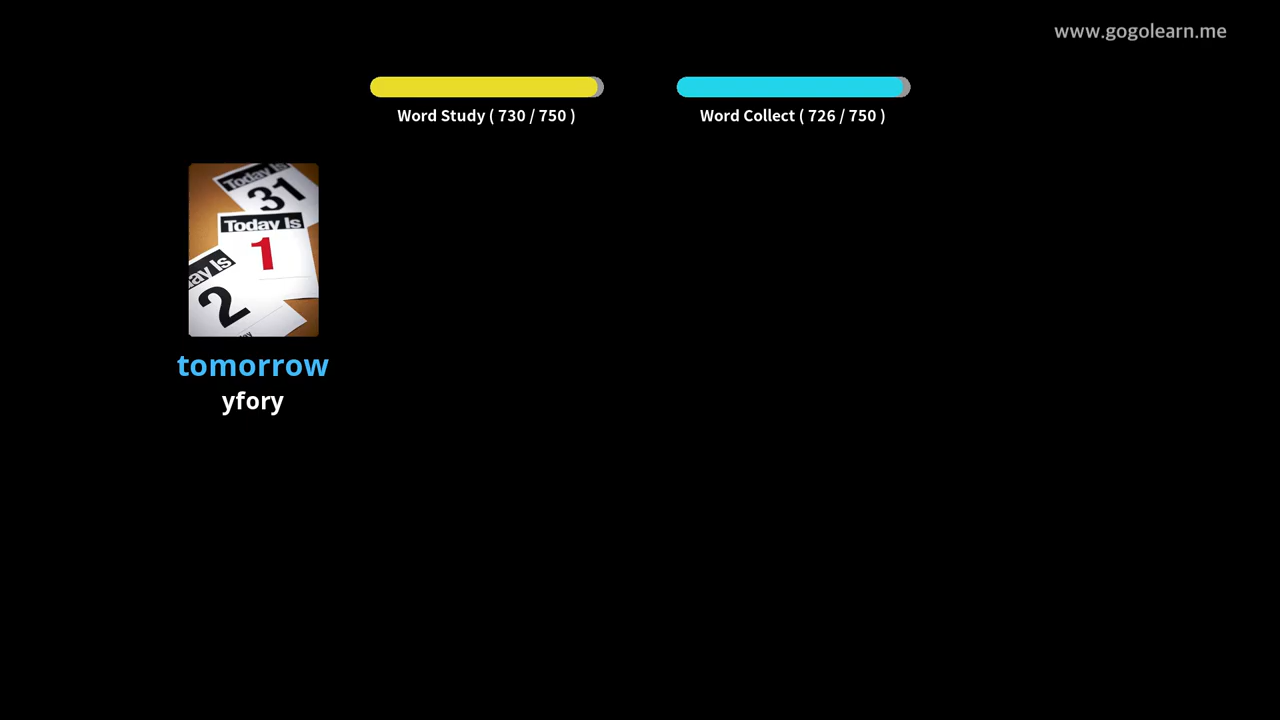 www.gogolearn.me
Word Study ( 730 / 750 )
Word Collect ( 726 / 750 )
Today Is
31
Today Is
1
ay Is
2
tomorrow
yfory